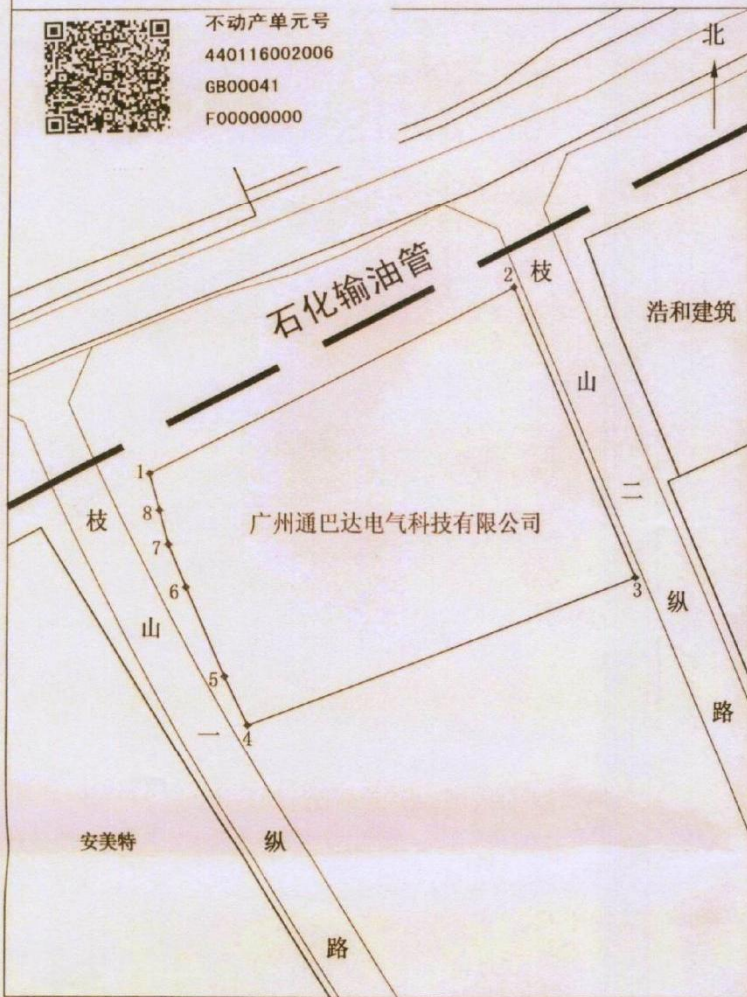 不动产单元号
440116002006
GB00041
F00000000
北
石化输油管
2
枝山二纵路
浩和建筑
1
8
7
6
5
4
3
广州通巴达电气科技有限公司
枝山一纵路
安美特